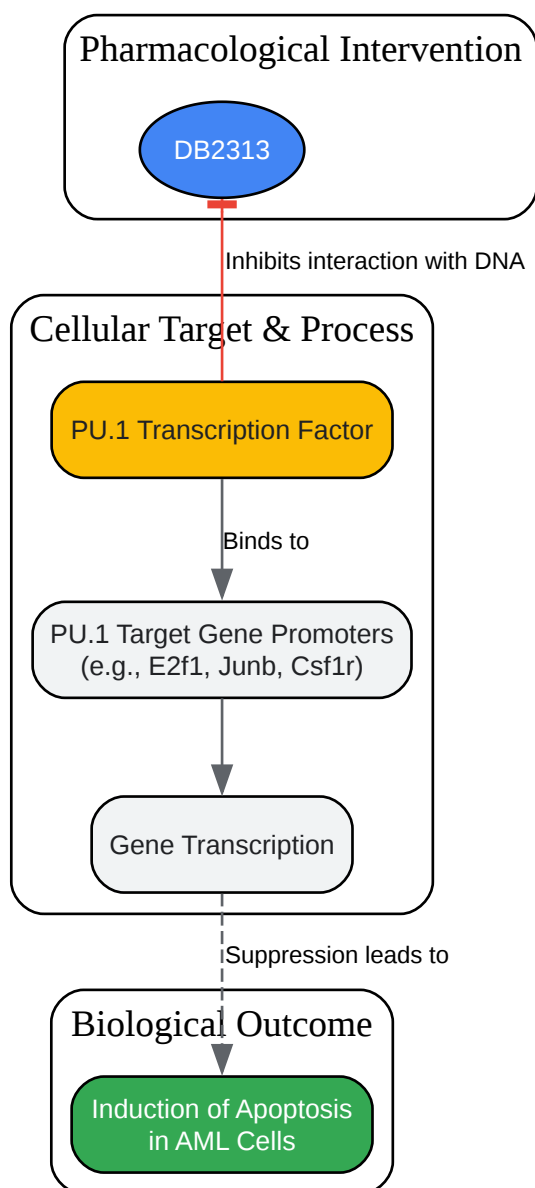 Pharmacological Intervention
DB2313
Inhibits interaction with DNA
Cellular Target & Process
PU.1 Transcription Factor
Binds to
PU.1 Target Gene Promoters
(e.g., E2f1, Junb, Csf1r)
Gene Transcription
Suppression leads to
Biological Outcome
Induction of Apoptosis
in AML Cells